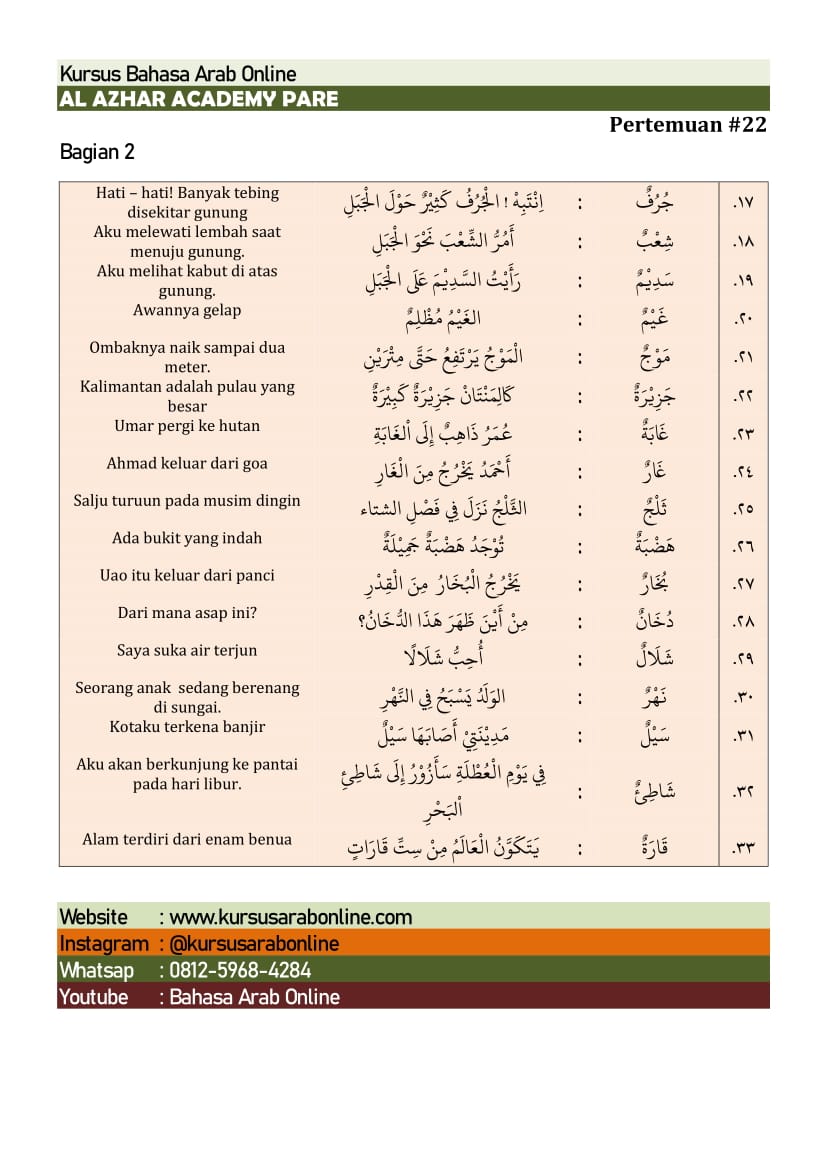 Kursus Bahasa Arab Online
AL AZHAR ACADEMY PARE
Pertemuan #22
Bagian 2
١٧. جُرُفٌ : اِنْتَبِهْ ! الْجُرُفُ كَثِيْرٌ حَوْلَ الْجَبَلِ
Hati – hati! Banyak tebing
disekitar gunung
١٨. شِعْبٌ : أَمُرُّ الشِّعْبَ نَحْوَ الْجَبَلِ
Aku melewati lembah saat
menuju gunung.
١٩. سَدِيْمٌ : رَأَيْتُ السَّدِيْمَ عَلَى الْجَبَلِ
Aku melihat kabut di atas
gunung.
٢٠. غَيْمٌ : الغَيْمُ مُظْلِمٌ
Awannya gelap
٢١. مَوْجٌ : الْمَوْجُ يَرْتَفِعُ حَتَّى مِتْرَيْنِ
Ombaknya naik sampai dua
meter.
٢٢. جَزِيْرَةٌ : كَالِمَنْتَانْ جَزِيْرَةٌ كَبِيْرَةٌ
Kalimantan adalah pulau yang
besar
٢٣. غَابَةٌ : عُمَرُ ذَاهِبٌ إِلَى اْلغَابَةِ
Umar pergi ke hutan
٢٤. غَارٌ : أَحْمَدُ يَخْرُجُ مِنَ الْغَارِ
Ahmad keluar dari goa
٢٥. ثَلْجٌ : الثَّلْجُ نَزَلَ فِي فَصْلِ الشتاء
Salju turuun pada musim dingin
٢٦. هَضْبَةٌ : تُوْجَدُ هَضْبَةٌ جَمِيْلَةٌ
Ada bukit yang indah
٢٧. بُخَارٌ : يَخْرُجُ الْبُخَارُ مِنَ الْقِدْرِ
Uao itu keluar dari panci
٢٨. دُخَانٌ : مِنْ أَيْنَ ظَهَرَ هَذَا الدُّخَانُ؟
Dari mana asap ini?
٢٩. شَلَالٌ : أُحِبُّ شَلَالًا
Saya suka air terjun
٣٠. نَهْرٌ : الوَلَدُ يَسْبَحُ فِي النَّهْرِ
Seorang anak sedang berenang
di sungai.
٣١. سَيْلٌ : مَدِيْنَتِيْ أَصَابَهَا سَيْلٌ
Kotaku terkena banjir
٣٢. شَاطِئٌ : فِي يَوْمِ الْعُطْلَةِ سَأَزُوْرُ إِلَى شَاطِئِ
اْلبَحْرِ
Aku akan berkunjung ke pantai
pada hari libur.
٣٣. قَارَةٌ : يَتَكَوَّنُ الْعَالَمُ مِنْ سِتِّ قَارَاتٍ
Alam terdiri dari enam benua
Website : www.kursusarabonline.com
Instagram : @kursusarabonline
Whatsap : 0812-5968-4284
Youtube : Bahasa Arab Online